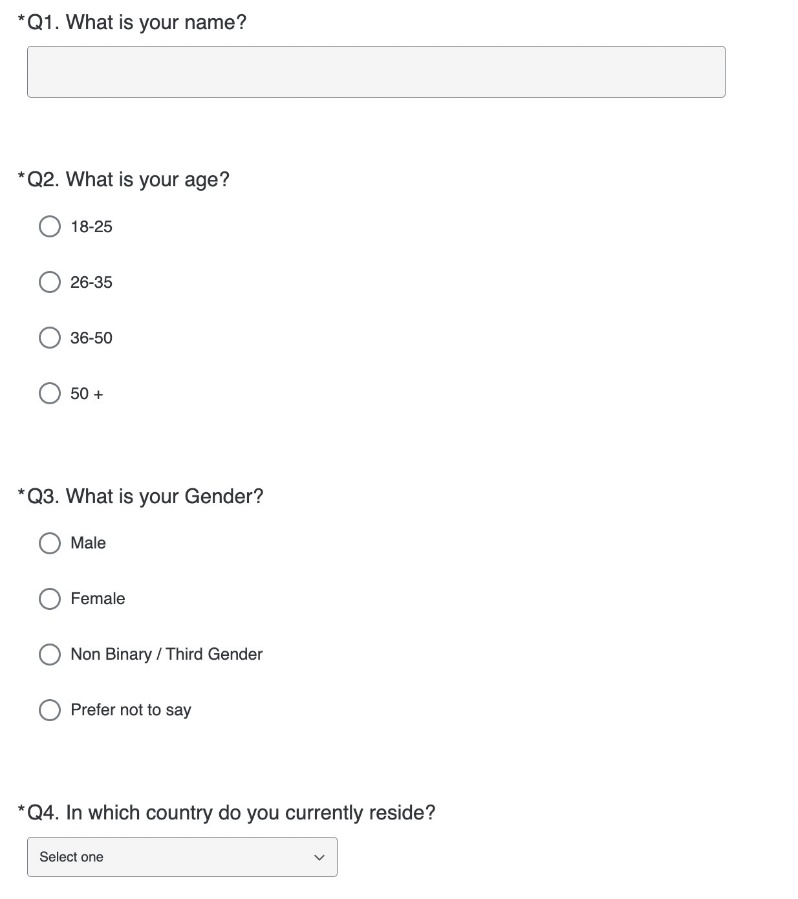 *Q1. What is your name?
*Q2. What is your age?
18-25
26-35
36-50
50 +
*Q3. What is your Gender?
Male
Female
Non Binary / Third Gender
Prefer not to say
*Q4. In which country do you currently reside?
Select one